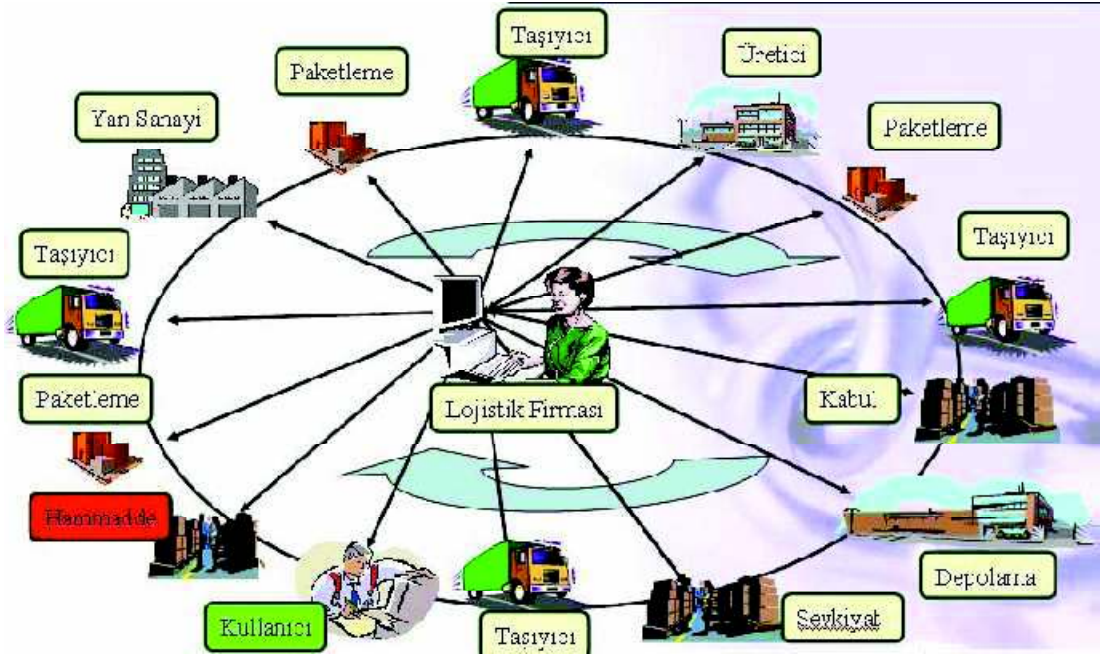 Taşıyıcı
Üretici
Paketleme
Yan Sanayi
Paketleme
Taşıyıcı
Taşıyıcı
Paketleme
Kabul
Lojistik Firması
Hammadde
Depolama
Kullanıcı
Sevkiyat
Taşıyıcı